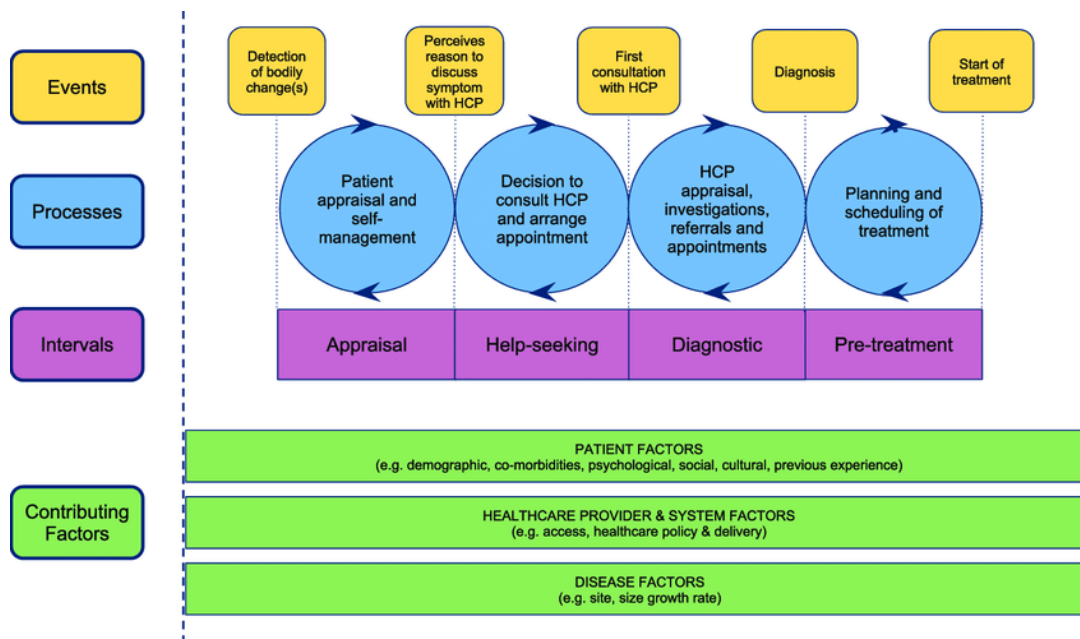 Events
Detection
of bodily
change(s)
Perceives
reason to
discuss
symptom
with HCP
First
consultation
with HCP
Diagnosis
Start of
treatment
Processes
Patient
appraisal and
self-
management
Decision to
consult HCP
and arrange
appointment
HCP
appraisal,
investigations,
referrals and
appointments
Planning and
scheduling of
treatment
Intervals
Appraisal
Help-seeking
Diagnostic
Pre-treatment
Contributing
Factors
PATIENT FACTORS
(e.g. demographic, co-morbidities, psychological, social, cultural, previous experience)
HEALTHCARE PROVIDER & SYSTEM FACTORS
(e.g. access, healthcare policy & delivery)
DISEASE FACTORS
(e.g. site, size growth rate)